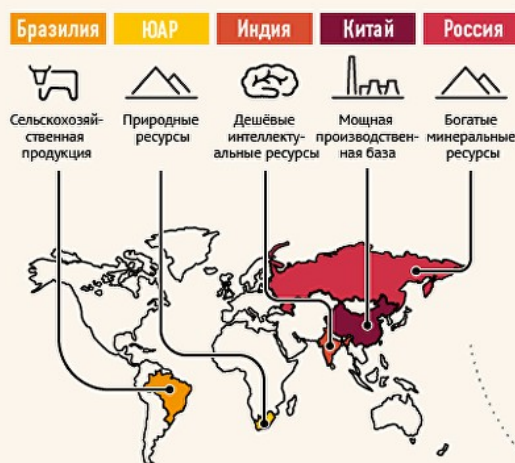 Бразилия
ЮАР
Индия
Китай
Россия
Сельскохозяй-
ственная
продукция
Природные
ресурсы
Дешёвые
интеллекту-
альные ресурсы
Мощная
производствен-
ная база
Богатые
минеральные
ресурсы